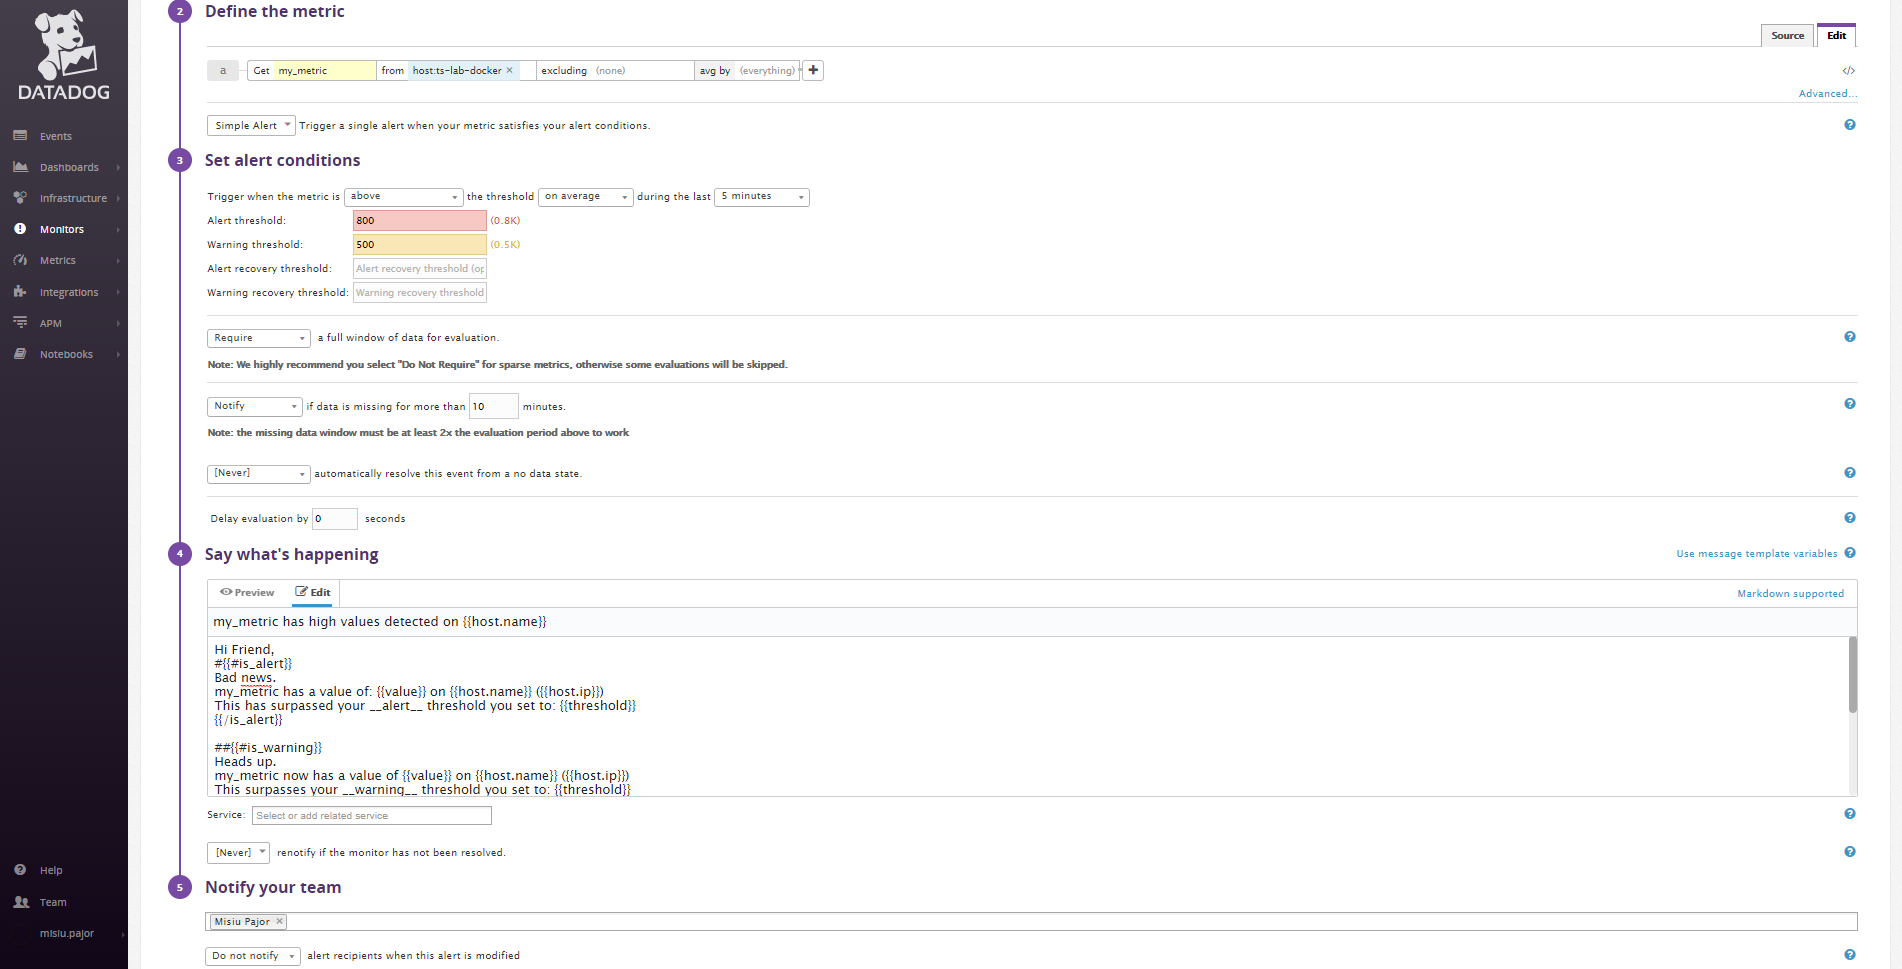 DATADOG
Events
Dashboards
Infrastructure
Monitors
Metrics
Integrations
APM
Notebooks
Help
Team
misiu.pajor
2 Define the metric
Source Edit
a Get my_metric from host:ts-lab-docker × excluding (none) avg by (everything) +
</>
Advanced...
Simple Alert Trigger a single alert when your metric satisfies your alert conditions. ?
3 Set alert conditions
Trigger when the metric is above the threshold on average during the last 5 minutes
Alert threshold: 800 (0.8K)
Warning threshold: 500 (0.5K)
Alert recovery threshold: Alert recovery threshold (op
Warning recovery threshold: Warning recovery threshold
Require a full window of data for evaluation. ?
Note: We highly recommend you select "Do Not Require" for sparse metrics, otherwise some evaluations will be skipped.
Notify if data is missing for more than 10 minutes. ?
Note: the missing data window must be at least 2x the evaluation period above to work
[Never] automatically resolve this event from a no data state. ?
Delay evaluation by 0 seconds ?
4 Say what's happening Use message template variables ?
Preview Edit Markdown supported
my_metric has high values detected on {{host.name}}
Hi Friend,
#{{#is_alert}}
Bad news.
my_metric has a value of: {{value}} on {{host.name}} ({{host.ip}})
This has surpassed your __alert__ threshold you set to: {{threshold}}
{{/is_alert}}
##{{#is_warning}}
Heads up.
my_metric now has a value of {{value}} on {{host.name}} ({{host.ip}})
This surpasses your __warning__ threshold you set to: {{threshold}}
Service: Select or add related service ?
[Never] renotify if the monitor has not been resolved. ?
5 Notify your team
Misiu Pajor ×
Do not notify alert recipients when this alert is modified ?